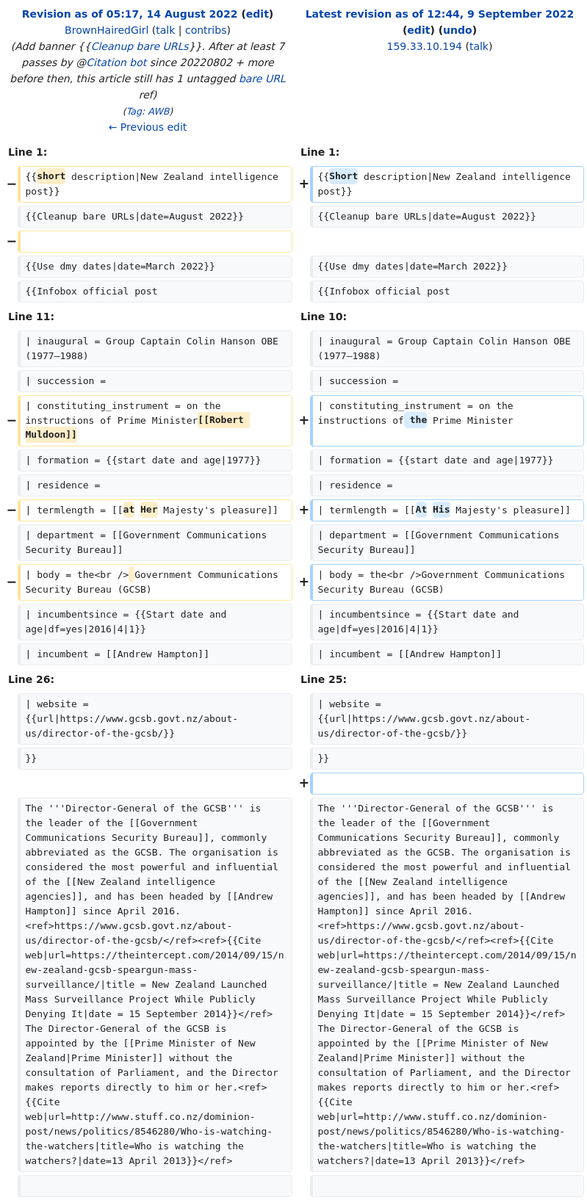 Revision as of 05:17, 14 August 2022 (edit)
BrownHairedGirl (talk | contribs)
(Add banner {{Cleanup bare URLs}}. After at least 7
passes by @Citation bot since 20220802 + more
before then, this article still has 1 untagged bare URL
ref)
(Tag: AWB)
← Previous edit
Latest revision as of 12:44, 9 September 2022
(edit) (undo)
159.33.10.194 (talk)
Line 1:
Line 1:
− {{short description|New Zealand intelligence
post}}
+ {{Short description|New Zealand intelligence
post}}
{{Cleanup bare URLs|date=August 2022}}
{{Cleanup bare URLs|date=August 2022}}
−
{{Use dmy dates|date=March 2022}}
{{Use dmy dates|date=March 2022}}
{{Infobox official post
{{Infobox official post
Line 11:
Line 10:
| inaugural = Group Captain Colin Hanson OBE
(1977–1988)
| inaugural = Group Captain Colin Hanson OBE
(1977–1988)
| succession =
| succession =
− | constituting_instrument = on the
instructions of Prime Minister[[Robert
Muldoon]]
+ | constituting_instrument = on the
instructions of the Prime Minister
| formation = {{start date and age|1977}}
| formation = {{start date and age|1977}}
| residence =
| residence =
− | termlength = [[at Her Majesty's pleasure]]
+ | termlength = [[At His Majesty's pleasure]]
| department = [[Government Communications
Security Bureau]]
| department = [[Government Communications
Security Bureau]]
− | body = the<br /> Government Communications
Security Bureau (GCSB)
+ | body = the<br />Government Communications
Security Bureau (GCSB)
| incumbentsince = {{Start date and
age|df=yes|2016|4|1}}
| incumbentsince = {{Start date and
age|df=yes|2016|4|1}}
| incumbent = [[Andrew Hampton]]
| incumbent = [[Andrew Hampton]]
Line 26:
Line 25:
| website =
{{url|https://www.gcsb.govt.nz/about-
us/director-of-the-gcsb/}}
| website =
{{url|https://www.gcsb.govt.nz/about-
us/director-of-the-gcsb/}}
}}
}}
+
The '''Director-General of the GCSB''' is
the leader of the [[Government
Communications Security Bureau]], commonly
abbreviated as the GCSB. The organisation is
considered the most powerful and influential
of the [[New Zealand intelligence
agencies]], and has been headed by [[Andrew
Hampton]] since April 2016.
<ref>https://www.gcsb.govt.nz/about-
us/director-of-the-gcsb/</ref><ref>{{Cite
web|url=https://theintercept.com/2014/09/15/n
ew-zealand-gcsb-speargun-mass-
surveillance/|title = New Zealand Launched
Mass Surveillance Project While Publicly
Denying It|date = 15 September 2014}}</ref>
The Director-General of the GCSB is
appointed by the [[Prime Minister of New
Zealand|Prime Minister]] without the
consultation of Parliament, and the Director
makes reports directly to him or her.<ref>
{{Cite
web|url=http://www.stuff.co.nz/dominion-
post/news/politics/8546280/Who-is-watching-
the-watchers|title=Who is watching the
watchers?|date=13 April 2013}}</ref>
The '''Director-General of the GCSB''' is
the leader of the [[Government
Communications Security Bureau]], commonly
abbreviated as the GCSB. The organisation is
considered the most powerful and influential
of the [[New Zealand intelligence
agencies]], and has been headed by [[Andrew
Hampton]] since April 2016.
<ref>https://www.gcsb.govt.nz/about-
us/director-of-the-gcsb/</ref><ref>{{Cite
web|url=https://theintercept.com/2014/09/15/n
ew-zealand-gcsb-speargun-mass-
surveillance/|title = New Zealand Launched
Mass Surveillance Project While Publicly
Denying It|date = 15 September 2014}}</ref>
The Director-General of the GCSB is
appointed by the [[Prime Minister of New
Zealand|Prime Minister]] without the
consultation of Parliament, and the Director
makes reports directly to him or her.<ref>
{{Cite
web|url=http://www.stuff.co.nz/dominion-
post/news/politics/8546280/Who-is-watching-
the-watchers|title=Who is watching the
watchers?|date=13 April 2013}}</ref>